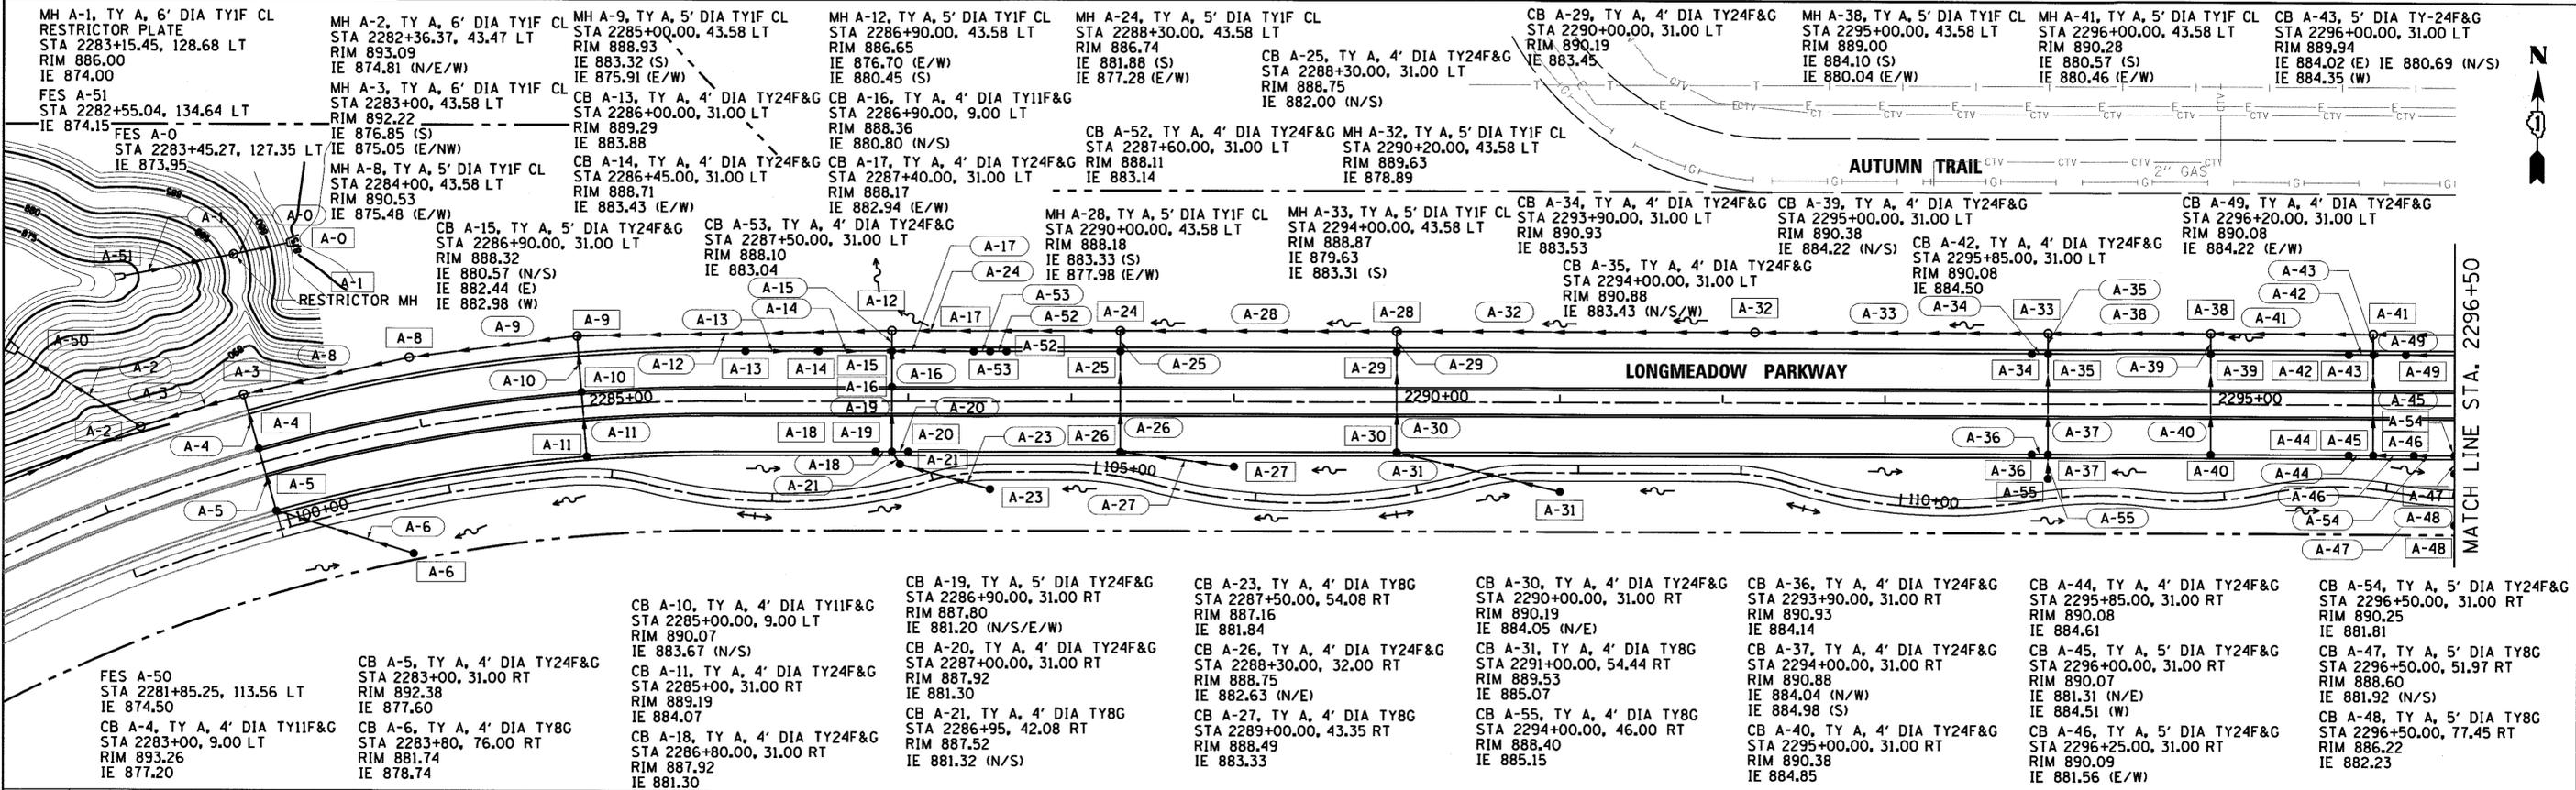 MH A-1, TY A, 6' DIA TY1F CL
RESTRICTOR PLATE
STA 2283+15.45, 128.68 LT
RIM 886.00
IE 874.00
FES A-51
STA 2282+55.04, 134.64 LT
IE 874.15
FES A-0
STA 2283+45.27, 127.35 LT
IE 873.95
MH A-2, TY A, 6' DIA TY1F CL
STA 2282+36.37, 43.47 LT
RIM 893.09
IE 874.81 (N/E/W)
MH A-3, TY A, 6' DIA TY1F CL
STA 2283+00, 43.58 LT
RIM 892.22
IE 876.85 (S)
IE 875.05 (E/NW)
MH A-8, TY A, 5' DIA TY1F CL
STA 2284+00, 43.58 LT
RIM 890.53
IE 875.48 (E/W)
MH A-9, TY A, 5' DIA TY1F CL
STA 2285+00.00, 43.58 LT
RIM 888.93
IE 883.32 (S)
IE 875.91 (E/W)
CB A-13, TY A, 4' DIA TY24F&G
STA 2286+00.00, 31.00 LT
RIM 889.29
IE 883.88
CB A-14, TY A, 4' DIA TY24F&G
STA 2286+45.00, 31.00 LT
RIM 888.71
IE 883.43 (E/W)
CB A-15, TY A, 5' DIA TY24F&G
STA 2286+90.00, 31.00 LT
RIM 888.32
IE 880.57 (N/S)
IE 882.44 (E)
IE 882.98 (W)
MH A-12, TY A, 5' DIA TY1F CL
STA 2286+90.00, 43.58 LT
RIM 886.65
IE 876.70 (E/W)
IE 880.45 (S)
CB A-16, TY A, 4' DIA TY11F&G
STA 2286+90.00, 9.00 LT
RIM 888.36
IE 880.80 (N/S)
CB A-17, TY A, 4' DIA TY24F&G
STA 2287+40.00, 31.00 LT
RIM 888.17
IE 882.94 (E/W)
CB A-53, TY A, 4' DIA TY24F&G
STA 2287+50.00, 31.00 LT
RIM 888.10
IE 883.04
MH A-24, TY A, 5' DIA TY1F CL
STA 2288+30.00, 43.58 LT
RIM 886.74
IE 881.88 (S)
IE 877.28 (E/W)
CB A-25, TY A, 4' DIA TY24F&G
STA 2288+30.00, 31.00 LT
RIM 888.75
IE 882.00 (N/S)
CB A-52, TY A, 4' DIA TY24F&G
STA 2287+60.00, 31.00 LT
RIM 888.11
IE 883.14
MH A-32, TY A, 5' DIA TY1F CL
STA 2290+20.00, 43.58 LT
RIM 889.63
IE 878.89
MH A-28, TY A, 5' DIA TY1F CL
STA 2290+00.00, 43.58 LT
RIM 888.18
IE 883.33 (S)
IE 877.98 (E/W)
MH A-33, TY A, 5' DIA TY1F CL
STA 2294+00.00, 43.58 LT
RIM 888.87
IE 879.63
IE 883.31 (S)
CB A-29, TY A, 4' DIA TY24F&G
STA 2290+00.00, 31.00 LT
RIM 890.19
IE 883.45
CB A-34, TY A, 4' DIA TY24F&G
STA 2293+90.00, 31.00 LT
RIM 890.93
IE 883.53
CB A-35, TY A, 4' DIA TY24F&G
STA 2294+00.00, 31.00 LT
RIM 890.88
IE 883.43 (N/S/W)
MH A-38, TY A, 5' DIA TY1F CL
STA 2295+00.00, 43.58 LT
RIM 889.00
IE 884.10 (S)
IE 880.04 (E/W)
MH A-41, TY A, 5' DIA TY1F CL
STA 2296+00.00, 43.58 LT
RIM 890.28
IE 880.57 (S)
IE 880.46 (E/W)
CB A-43, 5' DIA TY-24F&G
STA 2296+00.00, 31.00 LT
RIM 889.94
IE 884.02 (E) IE 880.69 (N/S)
IE 884.35 (W)
CB A-39, TY A, 4' DIA TY24F&G
STA 2295+00.00, 31.00 LT
RIM 890.38
IE 884.22 (N/S)
CB A-42, TY A, 4' DIA TY24F&G
STA 2295+85.00, 31.00 LT
RIM 890.08
IE 884.50
CB A-49, TY A, 4' DIA TY24F&G
STA 2296+20.00, 31.00 LT
RIM 890.08
IE 884.22 (E/W)
N
AUTUMN TRAIL
2" GAS
RESTRICTOR MH
LONGMEADOW PARKWAY
2285+00
2290+00
2295+00
100+00
105+00
110+00
MATCH LINE STA. 2296+50
FES A-50
STA 2281+85.25, 113.56 LT
IE 874.50
CB A-4, TY A, 4' DIA TY11F&G
STA 2283+00, 9.00 LT
RIM 893.26
IE 877.20
CB A-5, TY A, 4' DIA TY24F&G
STA 2283+00, 31.00 RT
RIM 892.38
IE 877.60
CB A-6, TY A, 4' DIA TY8G
STA 2283+80, 76.00 RT
RIM 881.74
IE 878.74
CB A-10, TY A, 4' DIA TY11F&G
STA 2285+00.00, 9.00 LT
RIM 890.07
IE 883.67 (N/S)
CB A-11, TY A, 4' DIA TY24F&G
STA 2285+00, 31.00 RT
RIM 889.19
IE 884.07
CB A-18, TY A, 4' DIA TY24F&G
STA 2286+80.00, 31.00 RT
RIM 887.92
IE 881.30
CB A-19, TY A, 5' DIA TY24F&G
STA 2286+90.00, 31.00 RT
RIM 887.80
IE 881.20 (N/S/E/W)
CB A-20, TY A, 4' DIA TY24F&G
STA 2287+00.00, 31.00 RT
RIM 887.92
IE 881.30
CB A-21, TY A, 4' DIA TY8G
STA 2286+95, 42.08 RT
RIM 887.52
IE 881.32 (N/S)
CB A-23, TY A, 4' DIA TY8G
STA 2287+50.00, 54.08 RT
RIM 887.16
IE 881.84
CB A-26, TY A, 4' DIA TY24F&G
STA 2288+30.00, 32.00 RT
RIM 888.75
IE 882.63 (N/E)
CB A-27, TY A, 4' DIA TY8G
STA 2289+00.00, 43.35 RT
RIM 888.49
IE 883.33
CB A-30, TY A, 4' DIA TY24F&G
STA 2290+00.00, 31.00 RT
RIM 890.19
IE 884.05 (N/E)
CB A-31, TY A, 4' DIA TY8G
STA 2291+00.00, 54.44 RT
RIM 889.53
IE 885.07
CB A-55, TY A, 4' DIA TY8G
STA 2294+00.00, 46.00 RT
RIM 888.40
IE 885.15
CB A-36, TY A, 4' DIA TY24F&G
STA 2293+90.00, 31.00 RT
RIM 890.93
IE 884.14
CB A-37, TY A, 4' DIA TY24F&G
STA 2294+00.00, 31.00 RT
RIM 890.88
IE 884.04 (N/W)
IE 884.98 (S)
CB A-40, TY A, 4' DIA TY24F&G
STA 2295+00.00, 31.00 RT
RIM 890.38
IE 884.85
CB A-44, TY A, 4' DIA TY24F&G
STA 2295+85.00, 31.00 RT
RIM 890.08
IE 884.61
CB A-45, TY A, 5' DIA TY24F&G
STA 2296+00.00, 31.00 RT
RIM 890.07
IE 881.31 (N/E)
IE 884.51 (W)
CB A-46, TY A, 5' DIA TY24F&G
STA 2296+25.00, 31.00 RT
RIM 890.09
IE 881.56 (E/W)
CB A-54, TY A, 5' DIA TY24F&G
STA 2296+50.00, 31.00 RT
RIM 890.25
IE 881.81
CB A-47, TY A, 5' DIA TY8G
STA 2296+50.00, 51.97 RT
RIM 888.60
IE 881.92 (N/S)
CB A-48, TY A, 5' DIA TY8G
STA 2296+50.00, 77.45 RT
RIM 886.22
IE 882.23